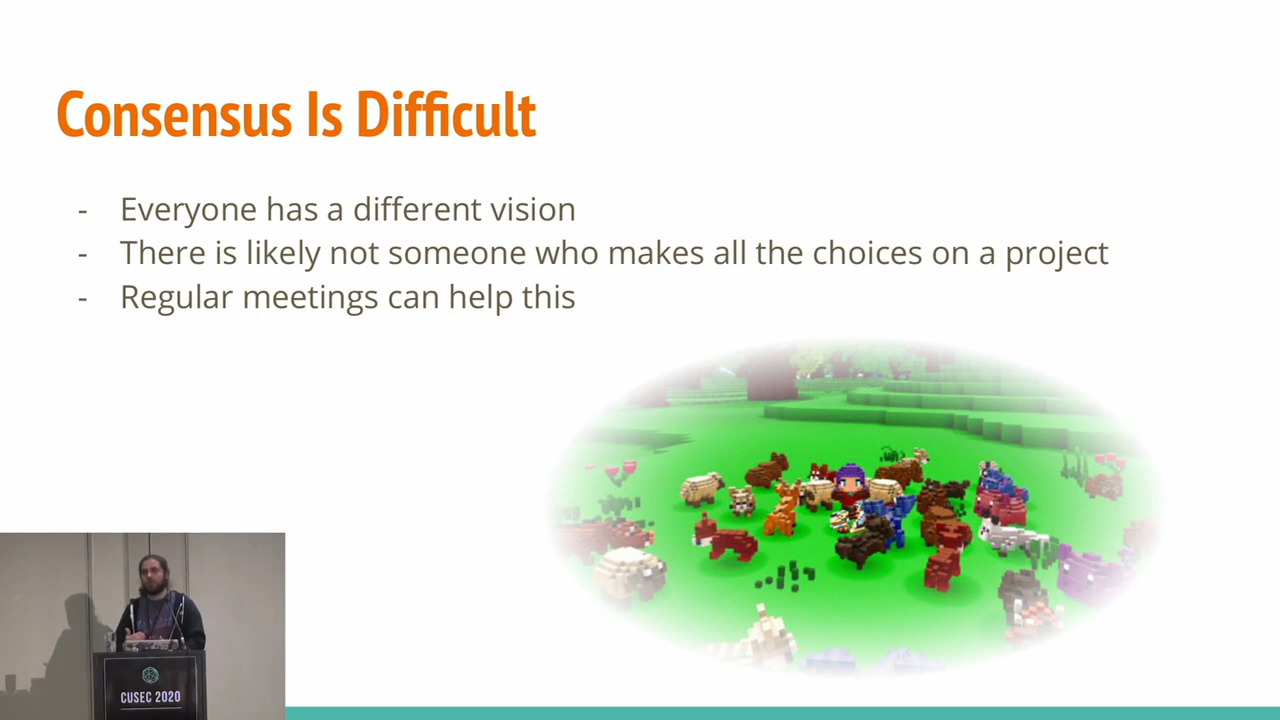 Consensus Is Difficult
- Everyone has a different vision
- There is likely not someone who makes all the choices on a project
- Regular meetings can help this
CUSEC 2020